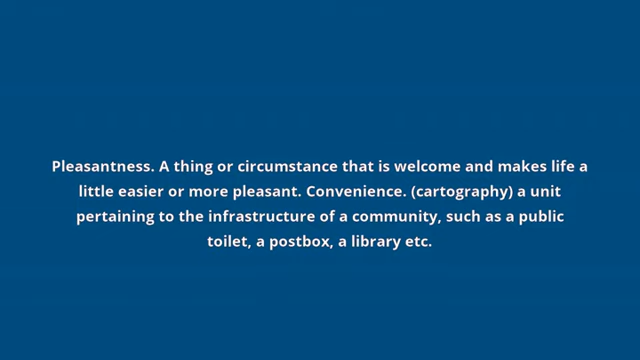 Pleasantness. A thing or circumstance that is welcome and makes life a
little easier or more pleasant. Convenience. (cartography) a unit
pertaining to the infrastructure of a community, such as a public
toilet, a postbox, a library etc.